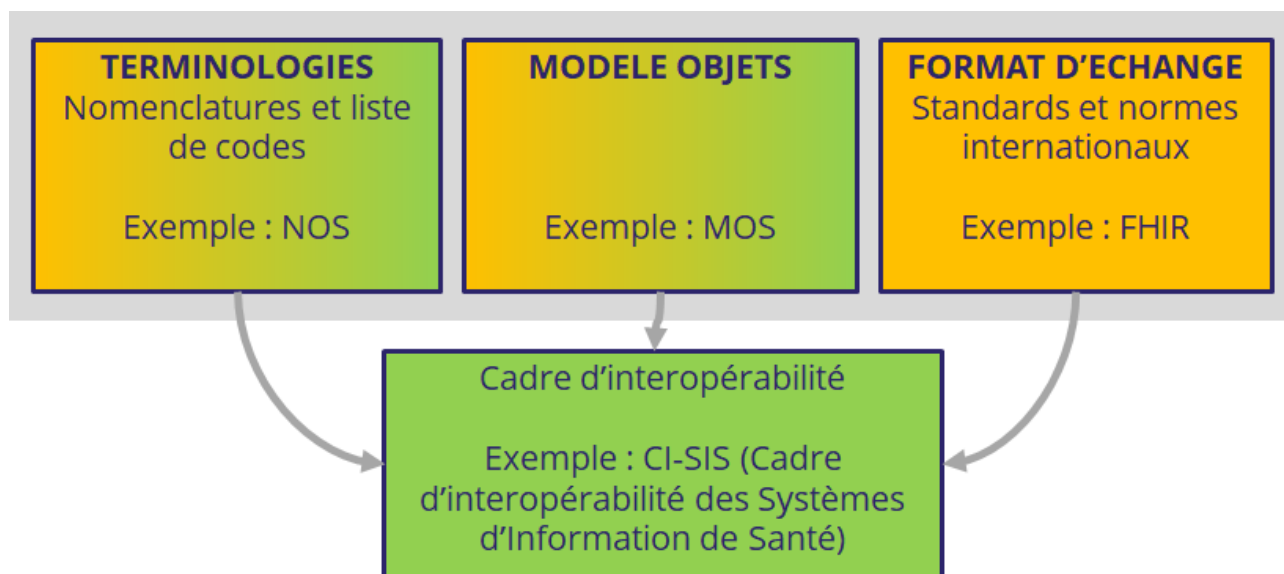 TERMINOLOGIES
Nomenclatures et liste
de codes
Exemple : NOS
MODELE OBJETS
Exemple : MOS
FORMAT D'ECHANGE
Standards et normes
internationaux
Exemple : FHIR
Cadre d'interopérabilité
Exemple : CI-SIS (Cadre
d'interopérabilité des Systèmes
d'Information de Santé)